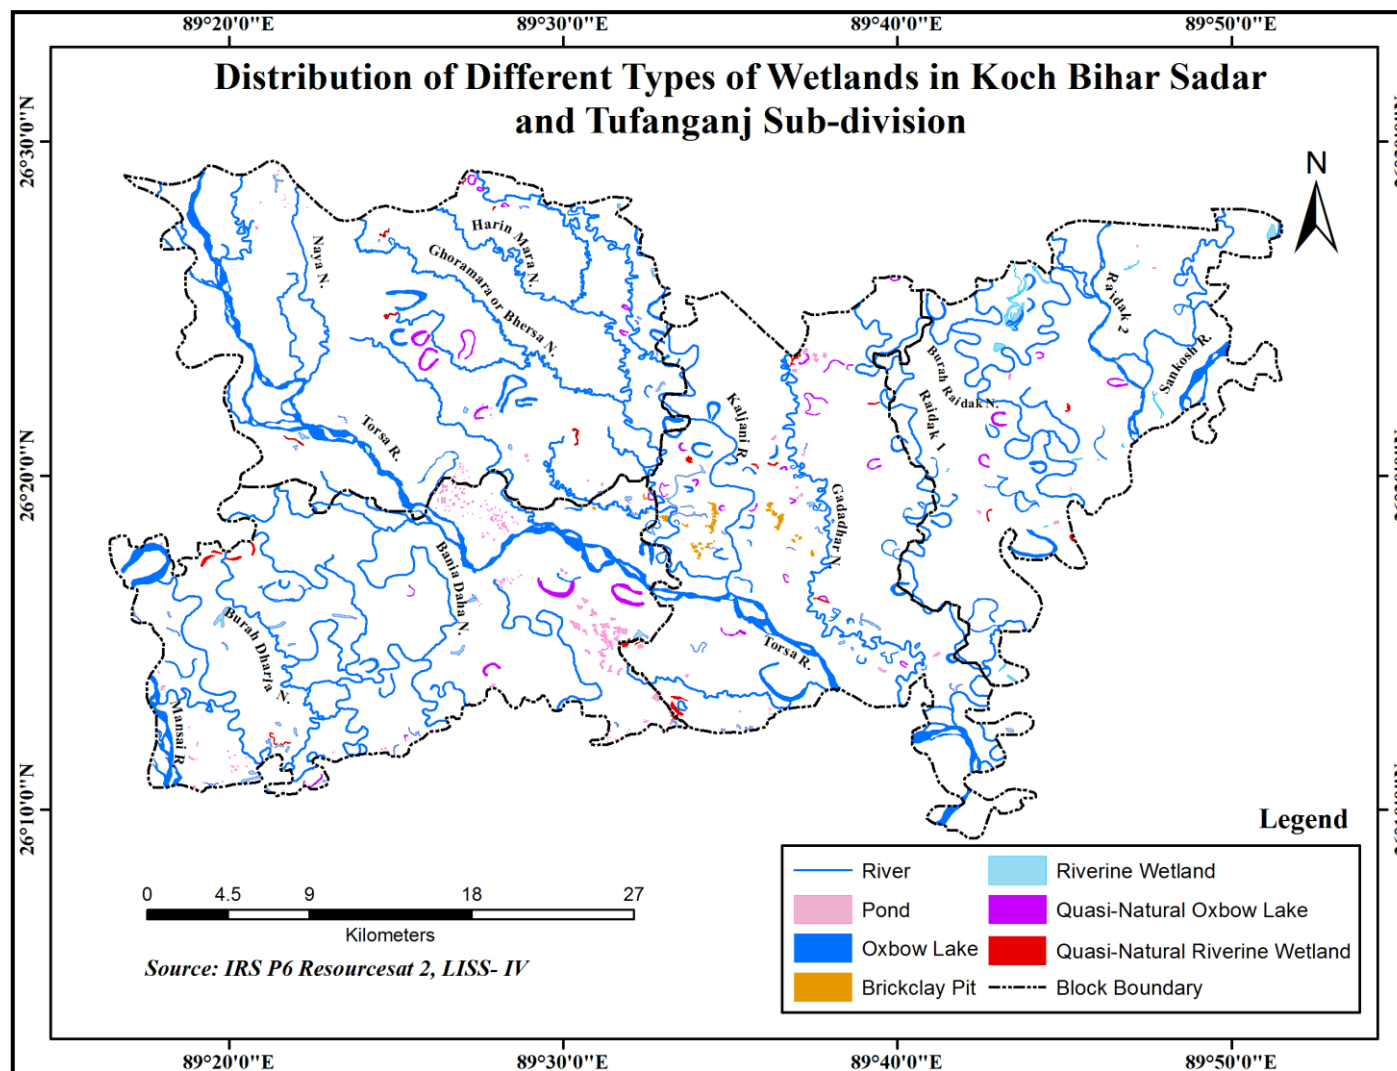 89°20'0"E 89°30'0"E 89°40'0"E 89°50'0"E
Distribution of Different Types of Wetlands in Koch Bihar Sadar
and Tufanganj Sub-division
26°30'0"N
N
Harin Mara N.
Naya N.
Ghoramara or Bhersa N.
Raidak 2
Sankosh R.
Burah Raidak N.
Raidak 1
Kaljani R
Torsa R.
26°20'0"N
Gadadhar N.
Bania Daha N.
Burah Dharla N.
Torsa R.
Mansai R
26°10'0"N
Legend
River
Pond
Oxbow Lake
Brickclay Pit
Riverine Wetland
Quasi-Natural Oxbow Lake
Quasi-Natural Riverine Wetland
Block Boundary
0 4.5 9 18 27
Kilometers
Source: IRS P6 Resourcesat 2, LISS- IV
89°20'0"E 89°30'0"E 89°40'0"E 89°50'0"E